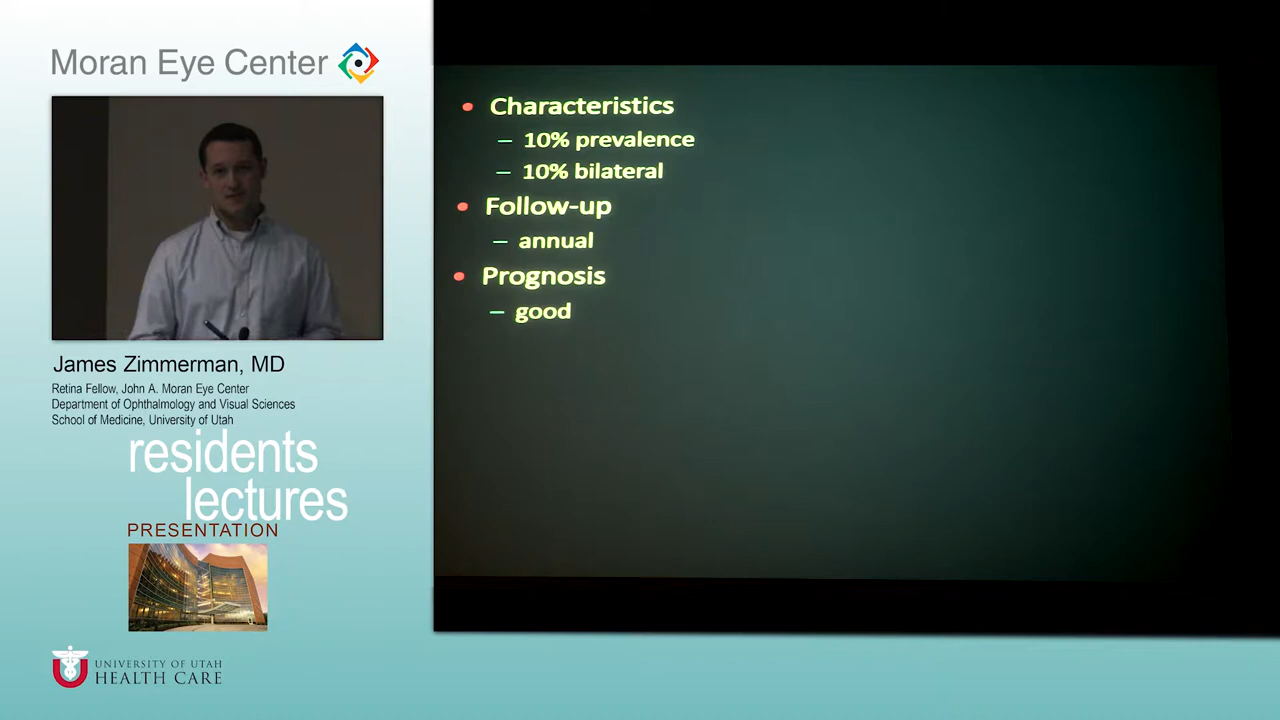 Moran Eye Center
James Zimmerman, MD
Retina Fellow, John A. Moran Eye Center
Department of Ophthalmology and Visual Sciences
School of Medicine, University of Utah
residents
lectures
PRESENTATION
UNIVERSITY OF UTAH
HEALTH CARE
• Characteristics
– 10% prevalence
– 10% bilateral
• Follow-up
– annual
• Prognosis
– good